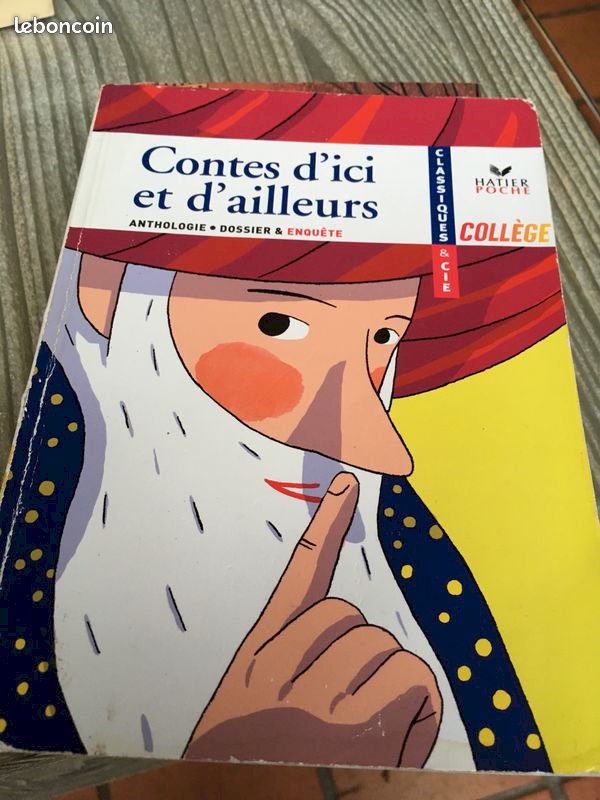 leboncoin
Contes d'ici
et d'ailleurs
ANTHOLOGIE • DOSSIER & ENQUÊTE
CLASSIQUES & CIE
HATIER
POCHE
COLLÈGE